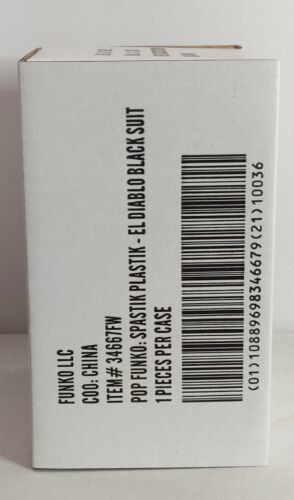 FUNKO LLC
COO: CHINA
ITEM# 34667FW
POP FUNKO: SPASTIK PLASTIK - EL DIABLO BLACK SUIT
1 PIECES PER CASE
(01)10889698346679(21)10036